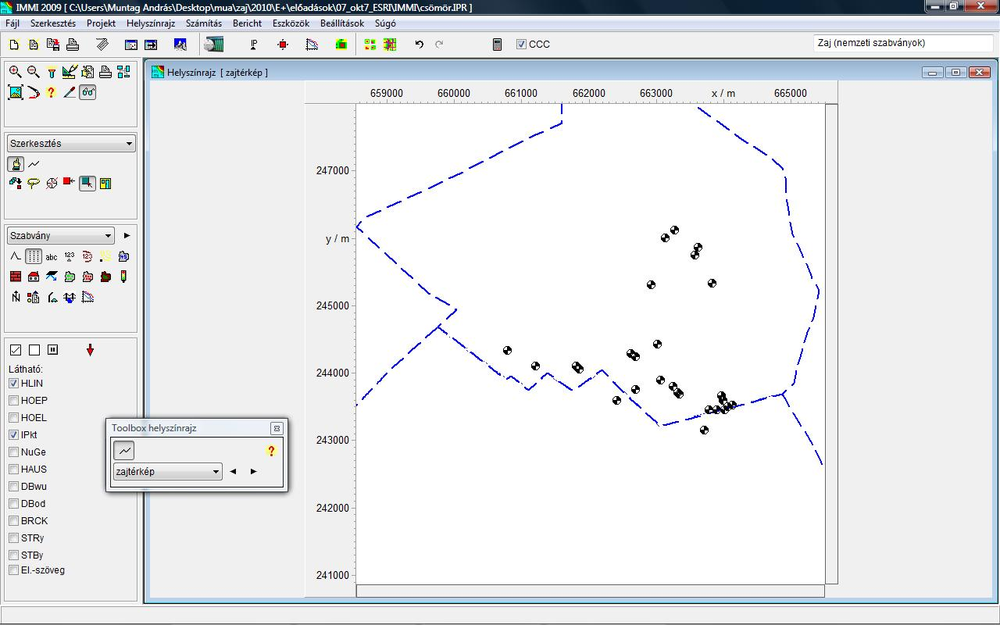 IMMI 2009 [ C:\Users\Muntag András\Desktop\mua\zaj\2010\E+\előadások\07_okt7_ESRI\IMMI\csömör.IPR ]
Fájl Szerkesztés Projekt Helyszínrajz Számítás Bericht Eszközök Beállítások Súgó
IP CCC Zaj (nemzeti szabványok)
Helyszínrajz [ zajtérkép ]
659000 660000 661000 662000 663000 x / m 665000
Szerkesztés
247000
y / m
245000
244000
243000
242000
241000
Szabvány
abc 123 123
N
Látható:
HLIN
HOEP
HOEL
IPkt
NuGe
HAUS
DBwu
DBod
BRCK
STRy
STBy
El.-szöveg
Toolbox helyszínrajz
zajtérkép